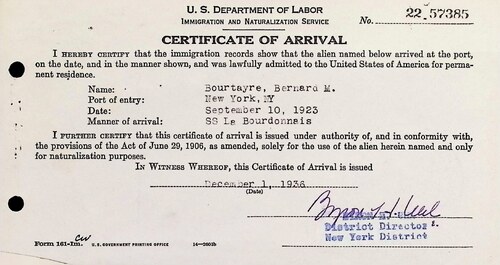 U. S. DEPARTMENT OF LABOR
IMMIGRATION AND NATURALIZATION SERVICE
No. 22 57385
CERTIFICATE OF ARRIVAL
I HEREBY CERTIFY that the immigration records show that the alien named below arrived at the port,
on the date, and in the manner shown, and was lawfully admitted to the United States of America for perma-
nent residence.
Name: Bourtayre, Bernard M.
Port of entry: New York, NY
Date: September 10, 1923
Manner of arrival: SS La Bourdonnais
I FURTHER CERTIFY that this certificate of arrival is issued under authority of, and in conformity with,
the provisions of the Act of June 29, 1906, as amended, solely for the use of the alien herein named and only
for naturalization purposes.
IN WITNESS WHEREOF, this Certificate of Arrival is issued
December 1, 1936
(Date)
Byron H. Uhl
BYRON H. UHL
District Director
New York District
Form 161-Im. U. S. GOVERNMENT PRINTING OFFICE